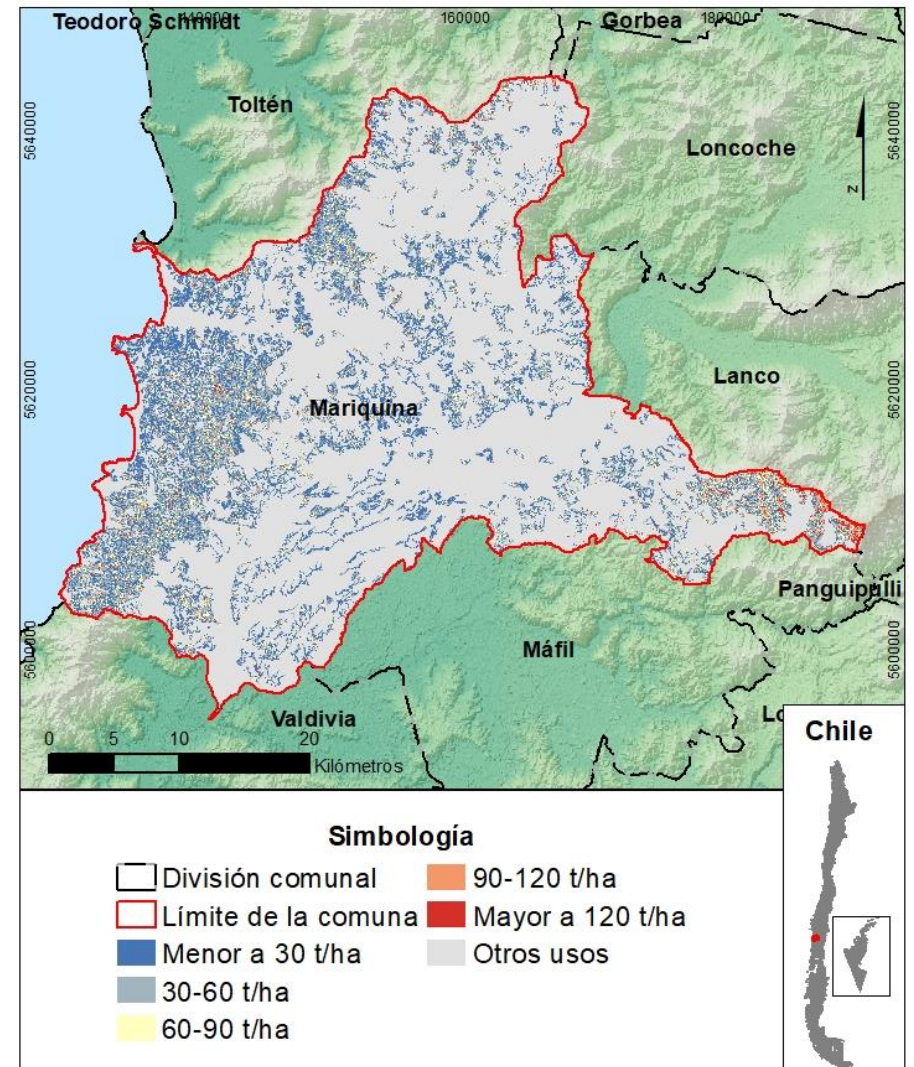 Teodoro Schmidt
140000
160000
Gorbea
180000
Toltén
5640000
5640000
Loncoche
N
Lanco
5620000
5620000
Mariquina
Panguipulli
Máfil
5600000
5600000
Valdivia
0 5 10 20
Kilómetros
Chile
Simbología
División comunal
Límite de la comuna
Menor a 30 t/ha
30-60 t/ha
60-90 t/ha
90-120 t/ha
Mayor a 120 t/ha
Otros usos